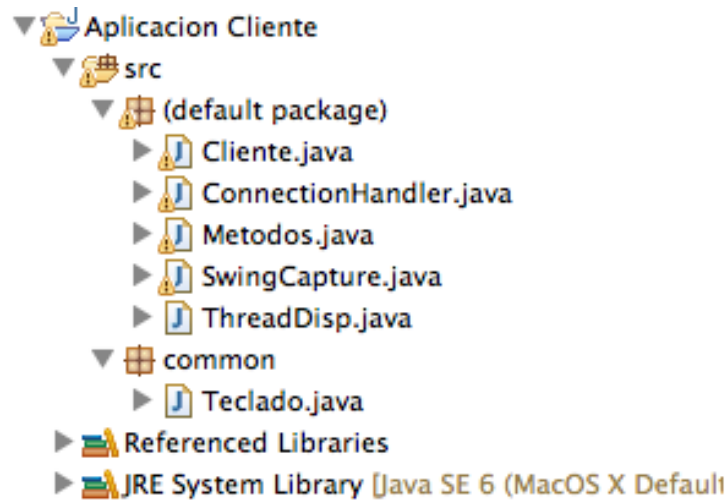 Aplicacion Cliente
src
(default package)
Cliente.java
ConnectionHandler.java
Metodos.java
SwingCapture.java
ThreadDisp.java
common
Teclado.java
Referenced Libraries
JRE System Library [Java SE 6 (MacOS X Default